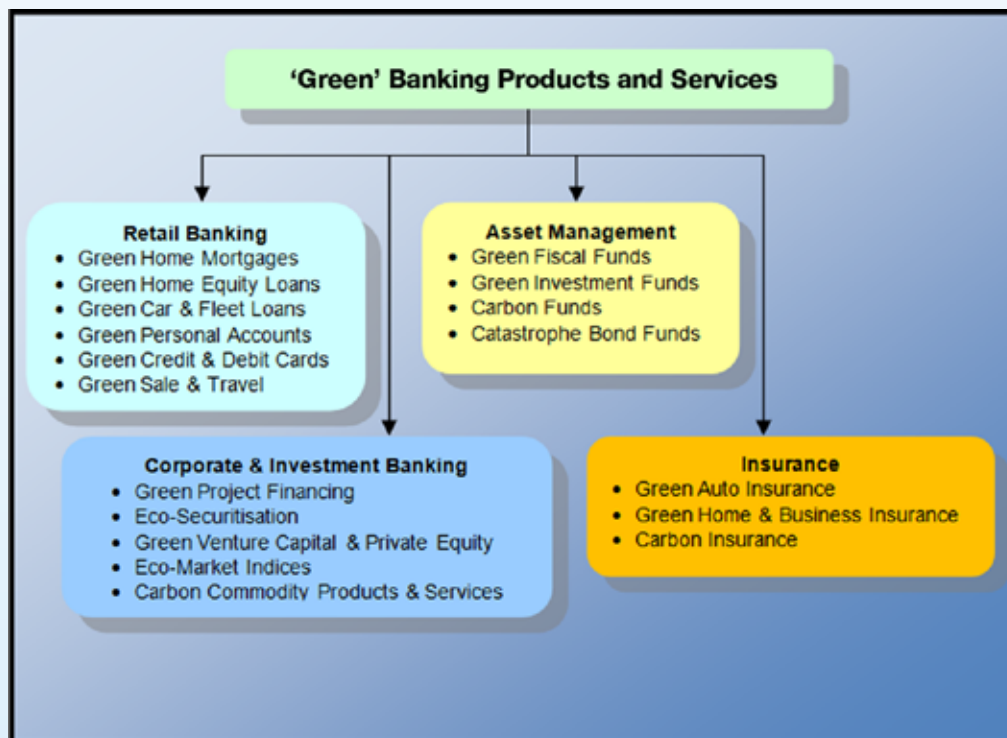 ‘Green’ Banking Products and Services
Retail Banking
• Green Home Mortgages
• Green Home Equity Loans
• Green Car & Fleet Loans
• Green Personal Accounts
• Green Credit & Debit Cards
• Green Sale & Travel
Asset Management
• Green Fiscal Funds
• Green Investment Funds
• Carbon Funds
• Catastrophe Bond Funds
Corporate & Investment Banking
• Green Project Financing
• Eco-Securitisation
• Green Venture Capital & Private Equity
• Eco-Market Indices
• Carbon Commodity Products & Services
Insurance
• Green Auto Insurance
• Green Home & Business Insurance
• Carbon Insurance